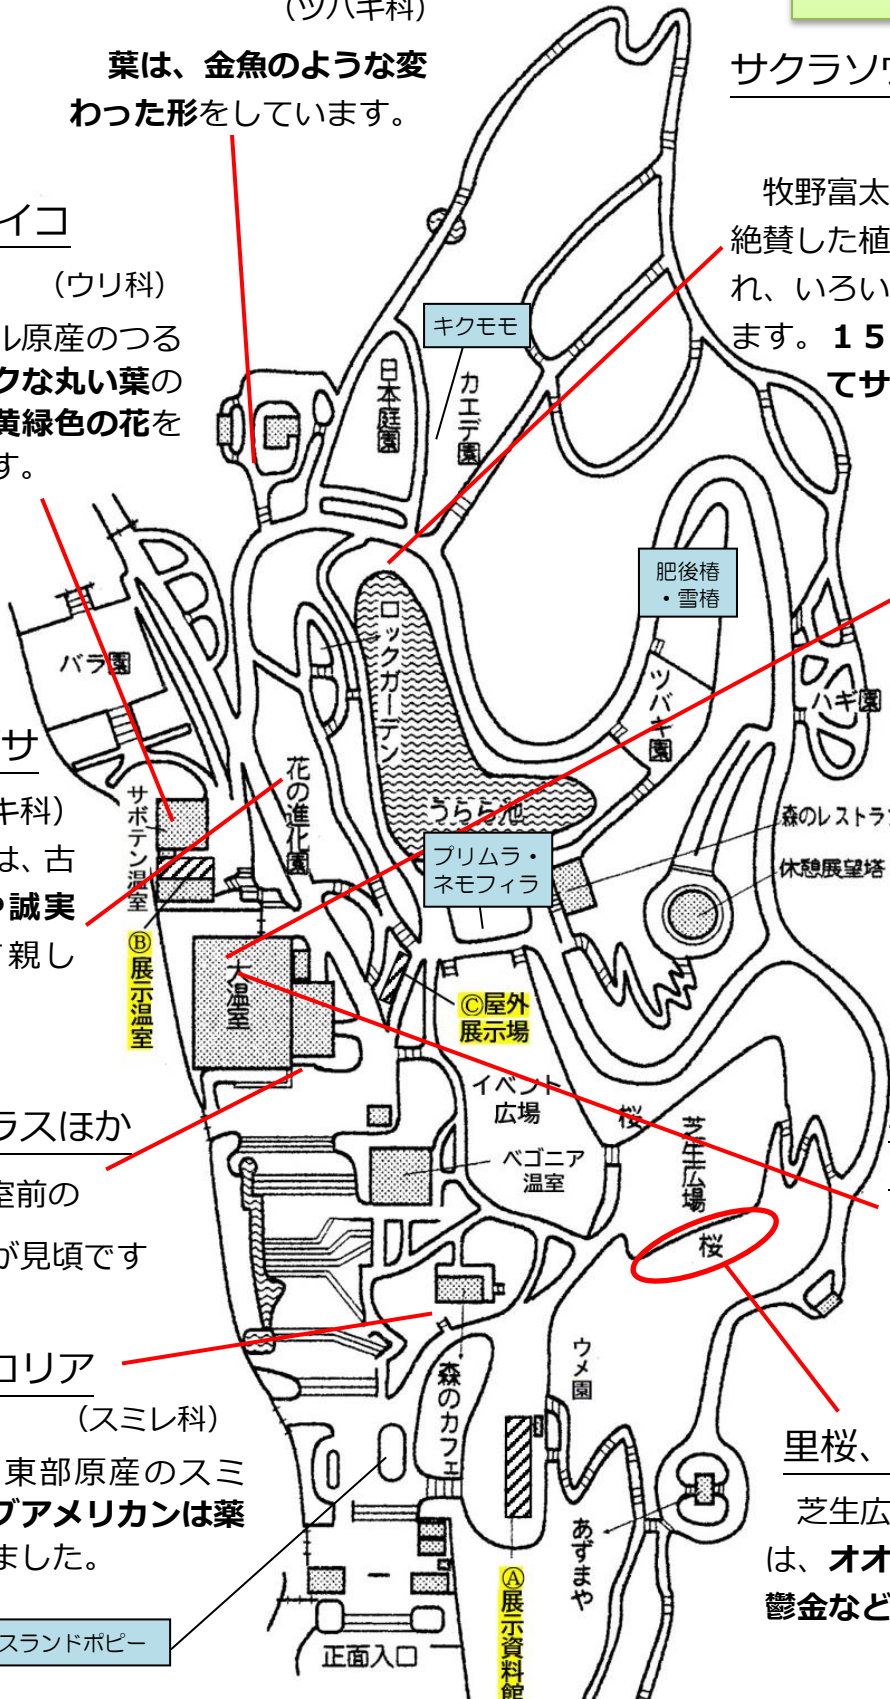 （ツバキ科）
葉は、金魚のような変
わった形をしています。
サクラソウ
イコ
（ウリ科）
ル原産のつる
クな丸い葉の
黄緑色の花を
す。
牧野富太
絶賛した植
れ、いろい
ます。１５
てサ
キクモモ
日本庭園
カエデ園
肥後椿
・雪椿
ロックガーデン
ツバキ園
ハギ園
バラ園
サ
キ科）
は、古
や誠実
て親し
サボテン温室
花の進化園
うらら池
プリムラ・
ネモフィラ
森のレストラン
休憩展望塔
Ⓑ展示温室
大温室
Ⓒ屋外
展示場
イベント
広場
桜
芝生広場
ベゴニア
温室
桜
ラスほか
室前の
が見頃です
ロリア
（スミレ科）
東部原産のスミ
ブアメリカンは薬
ました。
森のカフェ
ウメ園
あずまや
里桜、
芝生広
は、オオ
鬱金など
スランドポピー
正面入口
Ⓐ展示資料館